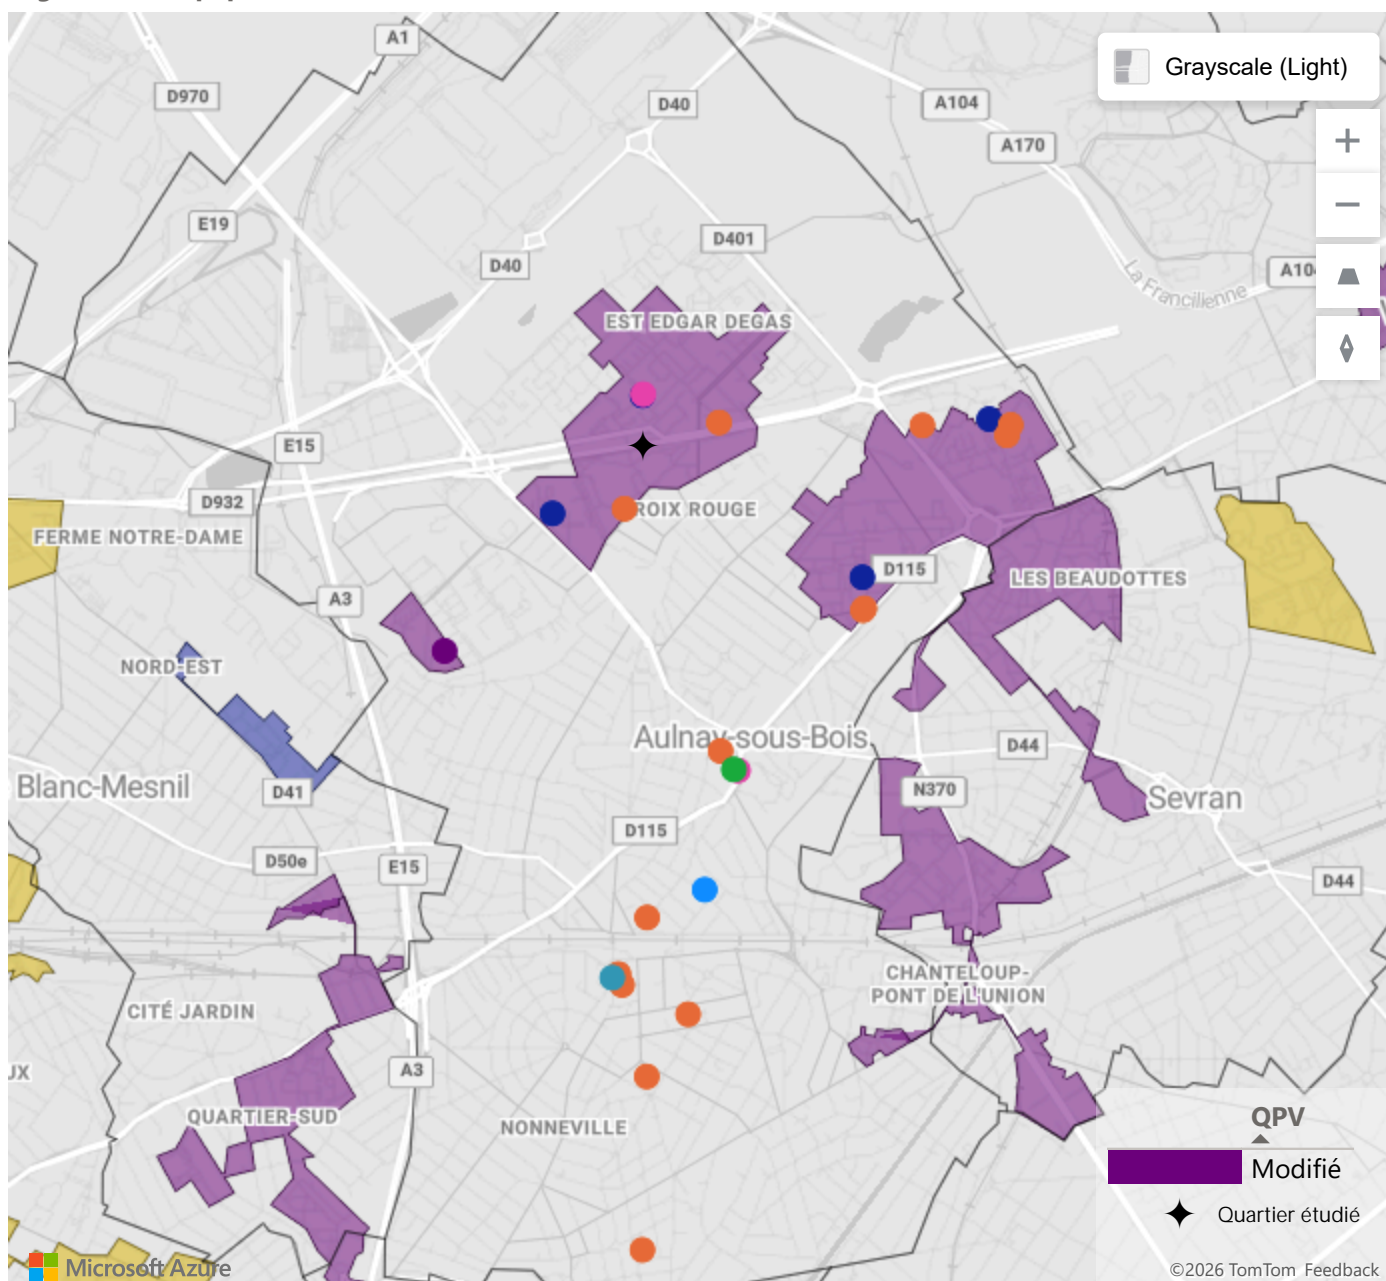 A1
Grayscale (Light)
D970
D40
A104
A170
E19
D401
D40
A10
La Francilienne
EST EDGAR DEGAS
E15
D932
ROIX ROUGE
FERME NOTRE-DAME
D115
LES BEAUDOTTES
A3
NORD-EST
Aulnay-sous-Bois
D44
Blanc-Mesnil
D41
N370
Sevran
D115
D50e
E15
D44
CHANTELOUP-
PONT DE L'UNION
CITÉ JARDIN
UX
A3
QUARTIER-SUD
NONNEVILLE
QPV
Modifié
Quartier étudié
Microsoft Azure
©2026 TomTom Feedback